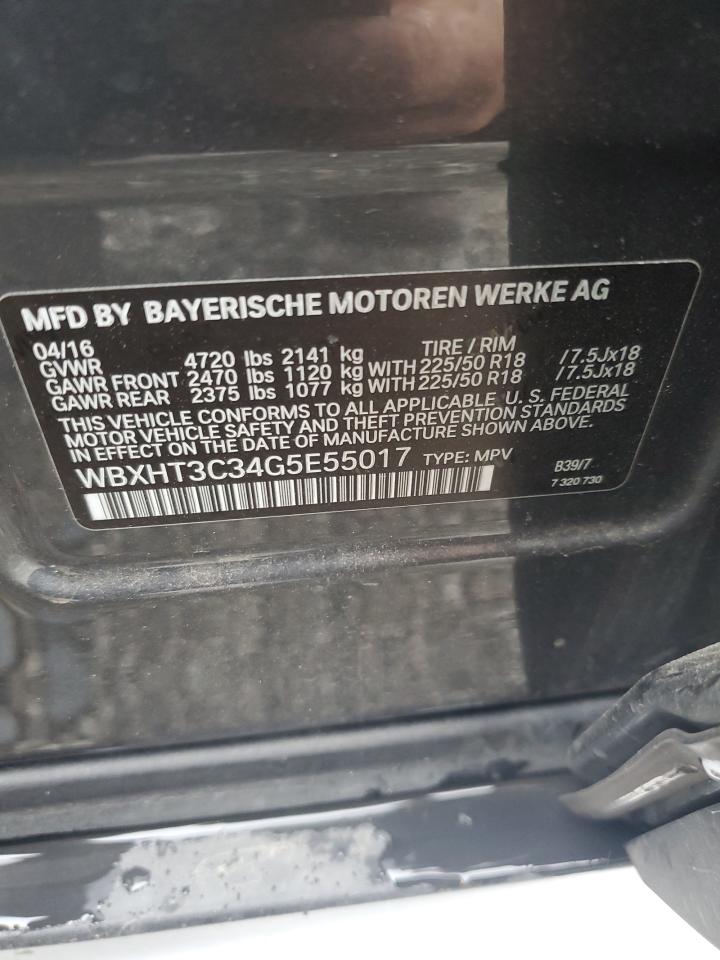 MFD BY BAYERISCHE MOTOREN WERKE AG
04/16 TIRE / RIM
GVWR 4720 lbs 2141 kg
GAWR FRONT 2470 lbs 1120 kg WITH 225/50 R18 / 7.5Jx18
GAWR REAR 2375 lbs 1077 kg WITH 225/50 R18 / 7.5Jx18
THIS VEHICLE CONFORMS TO ALL APPLICABLE U. S. FEDERAL
MOTOR VEHICLE SAFETY AND THEFT PREVENTION STANDARDS
IN EFFECT ON THE DATE OF MANUFACTURE SHOWN ABOVE.
WBXHT3C34G5E55017 TYPE: MPV B39/7
7 320 730